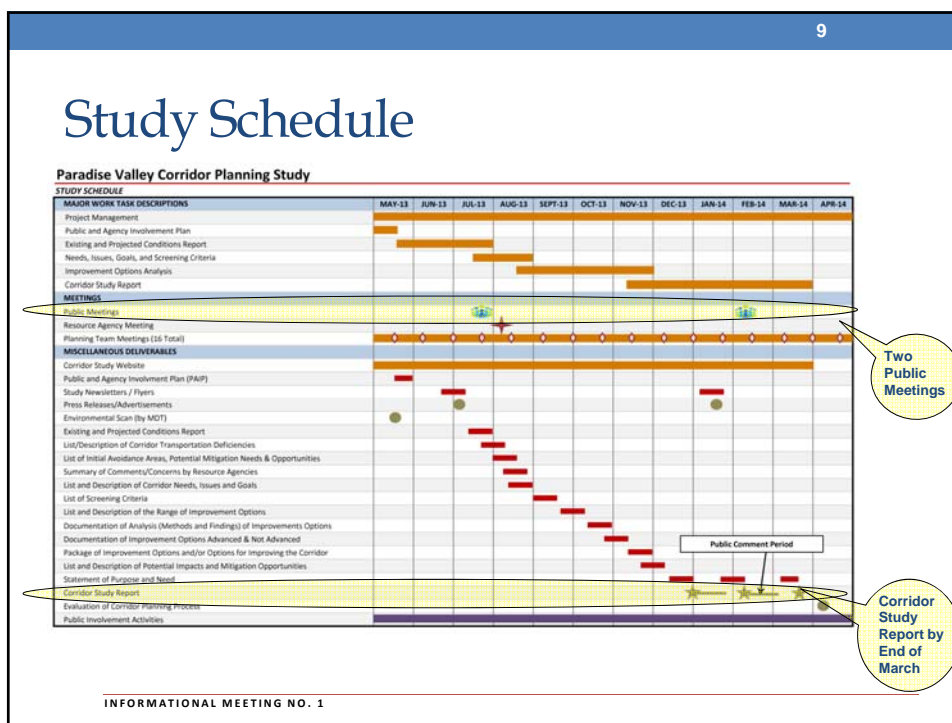 9
Study Schedule
Paradise Valley Corridor Planning Study
STUDY SCHEDULE
MAJOR WORK TASK DESCRIPTIONS MAY-13 JUN-13 JUL-13 AUG-13 SEPT-13 OCT-13 NOV-13 DEC-13 JAN-14 FEB-14 MAR-14 APR-14
Project Management
Public and Agency Involvement Plan
Existing and Projected Conditions Report
Needs, Issues, Goals, and Screening Criteria
Improvement Options Analysis
Corridor Study Report
MEETINGS
Public Meetings
Resource Agency Meeting
Planning Team Meetings (16 Total)
Two
Public
Meetings
MISCELLANEOUS DELIVERABLES
Corridor Study Website
Public and Agency Involvment Plan (PAIP)
Study Newsletters / Flyers
Press Releases/Advertisements
Environmental Scan (by MDT)
Existing and Projected Conditions Report
List/Description of Corridor Transportation Deficiencies
List of Initial Avoidance Areas, Potential Mitigation Needs & Opportunities
Summary of Comments/Concerns by Resource Agencies
List and Description of Corridor Needs, Issues and Goals
List of Screening Criteria
List and Description of the Range of Improvement Options
Documentation of Analysis (Methods and Findings) of Improvements Options
Documentation of Improvement Options Advanced & Not Advanced
Public Comment Period
Package of Improvement Options and/or Options for Improving the Corridor
List and Description of Potential Impacts and Mitigation Opportunities
Statement of Purpose and Need
Corridor Study Report
Evaluation of Corridor Planning Process
Public Involvement Activities
Corridor
Study
Report by
End of
March
INFORMATIONAL MEETING NO. 1